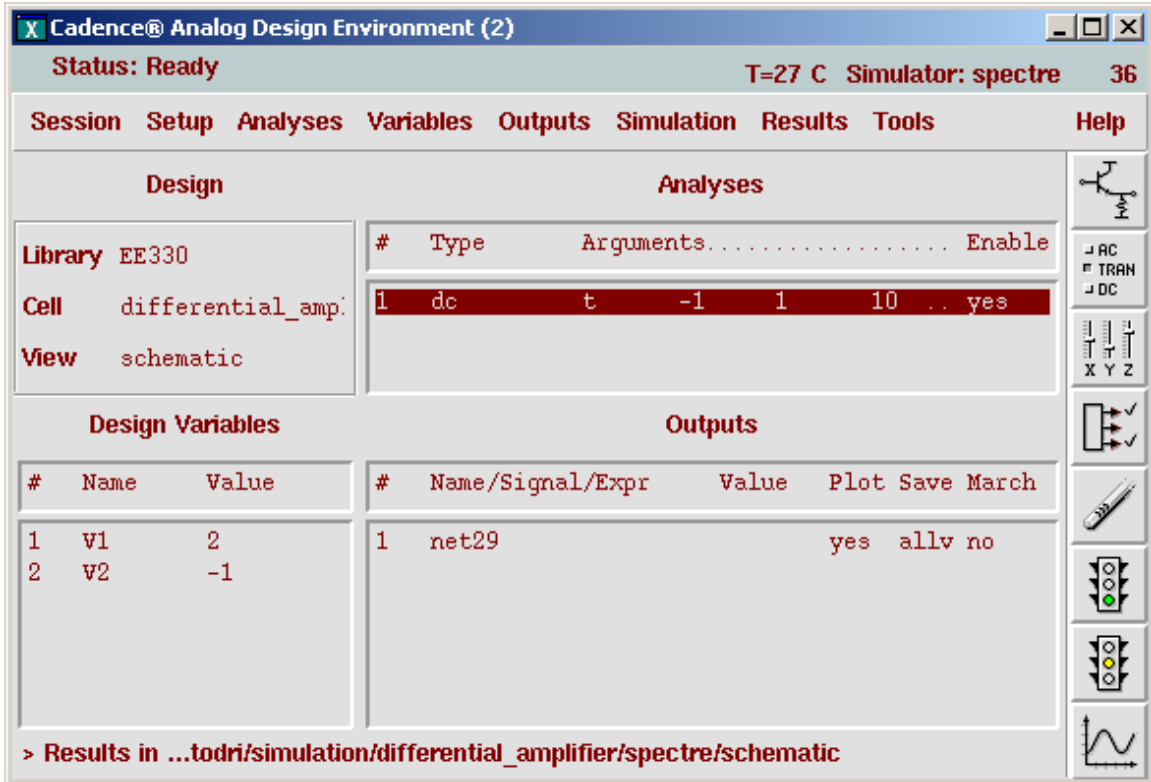 X Cadence® Analog Design Environment (2)
Status: Ready T=27 C Simulator: spectre 36
Session Setup Analyses Variables Outputs Simulation Results Tools Help
Design
Library EE330
Cell differential_ampl
View schematic
Analyses
# Type Arguments.................. Enable
1 dc t -1 1 10 .. yes
AC
TRAN
DC
X Y Z
Design Variables
# Name Value
1 V1 2
2 V2 -1
Outputs
# Name/Signal/Expr Value Plot Save March
1 net29 yes allv no
> Results in ...todri/simulation/differential_amplifier/spectre/schematic